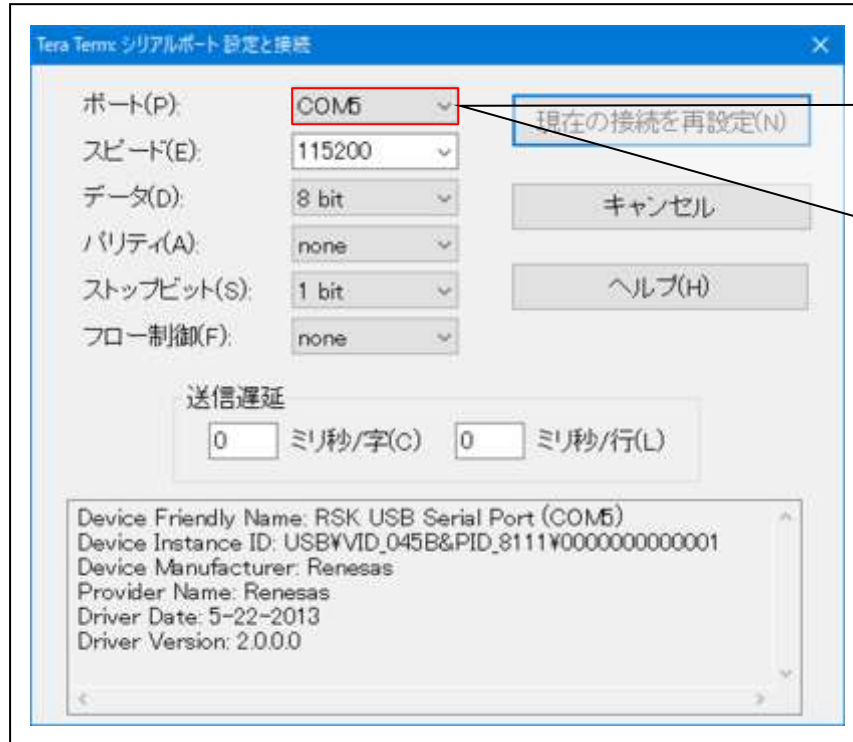 Tera Term: シリアルポート 設定と接続
ポート(P): COM5 現在の接続を再設定(N)
スピード(E): 115200
データ(D): 8 bit キャンセル
パリティ(A): none
ストップビット(S): 1 bit ヘルプ(H)
フロー制御(F): none
送信遅延
0 ミリ秒/字(C) 0 ミリ秒/行(L)
Device Friendly Name: RSK USB Serial Port (COM5)
Device Instance ID: USB¥VID_045B&PID_8111¥0000000000001
Device Manufacturer: Renesas
Provider Name: Renesas
Driver Date: 5-22-2013
Driver Version: 2.0.0.0